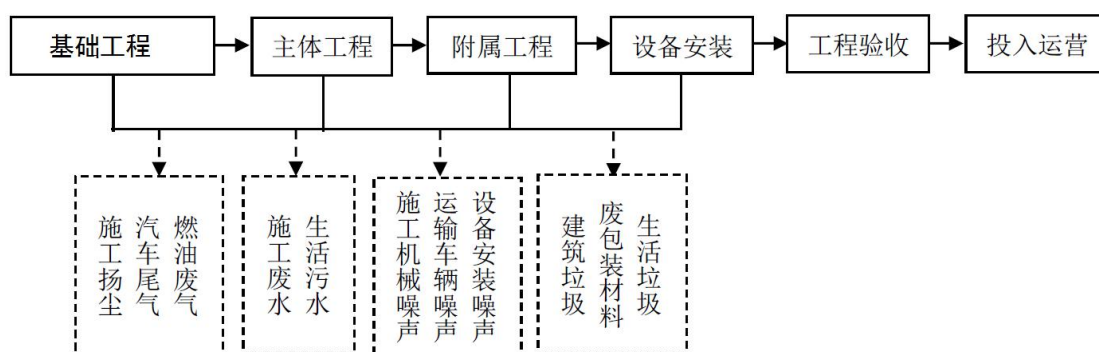 基础工程
主体工程
附属工程
设备安装
工程验收
投入运营
施工扬尘
汽车尾气
燃油废气
施工废水
生活污水
施工机械噪声
运输车辆噪声
设备安装噪声
建筑垃圾
废包装材料
生活垃圾